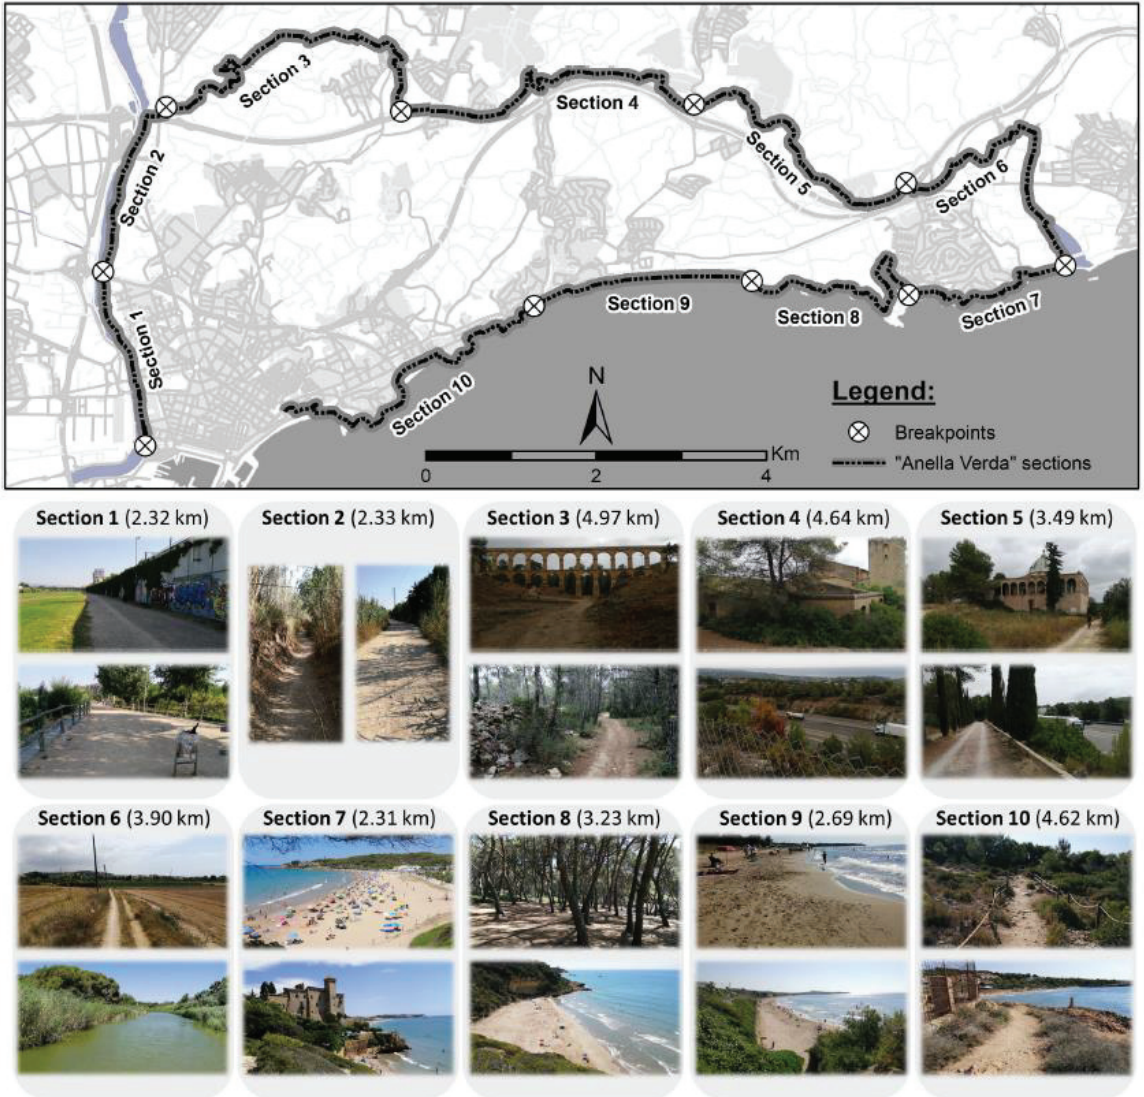 Section 3
Section 4
Section 2
Section 5
Section 6
Section 1
Section 9
Section 8
Section 7
Section 10
N
Km
0
2
4
Legend:
Breakpoints
"Anella Verda" sections
Section 1 (2.32 km)
Section 2 (2.33 km)
Section 3 (4.97 km)
Section 4 (4.64 km)
Section 5 (3.49 km)
Section 6 (3.90 km)
Section 7 (2.31 km)
Section 8 (3.23 km)
Section 9 (2.69 km)
Section 10 (4.62 km)